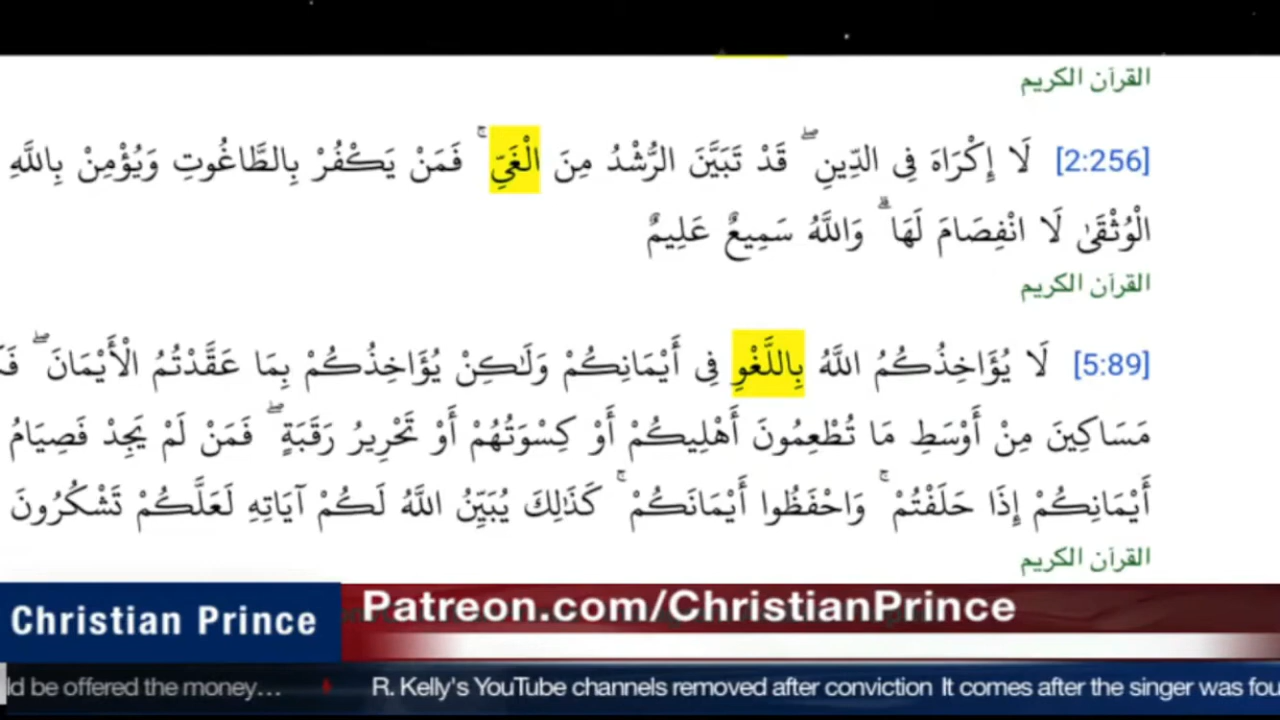 القرآن الكريم
[2:256] لَا إِكْرَاهَ فِى الدِّينِ ۖ قَدْ تَبَيَّنَ الرُّشْدُ مِنَ الْغَيِّ ۚ فَمَنْ يَكْفُرْ بِالطَّاغُوتِ وَيُؤْمِنْ بِاللَّهِ
الْوُثْقَىٰ لَا انْفِصَامَ لَهَا ۗ وَاللَّهُ سَمِيعٌ عَلِيمٌ
القرآن الكريم
[5:89] لَا يُؤَاخِذُكُمُ اللَّهُ بِاللَّغْوِ فِى أَيْمَانِكُمْ وَلَٰكِنْ يُؤَاخِذُكُمْ بِمَا عَقَّدْتُمُ الْأَيْمَانَ ۖ
مَسَاكِينَ مِنْ أَوْسَطِ مَا تُطْعِمُونَ أَهْلِيكُمْ أَوْ كِسْوَتُهُمْ أَوْ تَحْرِيرُ رَقَبَةٍ ۖ فَمَنْ لَمْ يَجِدْ فَصِيَامُ
أَيْمَانِكُمْ إِذَا حَلَفْتُمْ ۚ وَاحْفَظُوا أَيْمَانَكُمْ ۚ كَذَٰلِكَ يُبَيِّنُ اللَّهُ لَكُمْ آيَاتِهِ لَعَلَّكُمْ تَشْكُرُونَ
القرآن الكريم
Patreon.com/ChristianPrince
Christian Prince
ld be offered the money... R. Kelly's YouTube channels removed after conviction It comes after the singer was fou